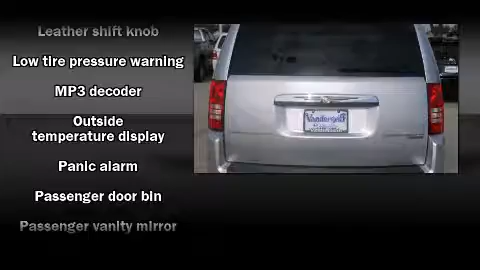 Leather shift knob
Low tire pressure warning
MP3 decoder
Outside
temperature display
Panic alarm
Passenger door bin
Passenger vanity mirror
Vandergriff